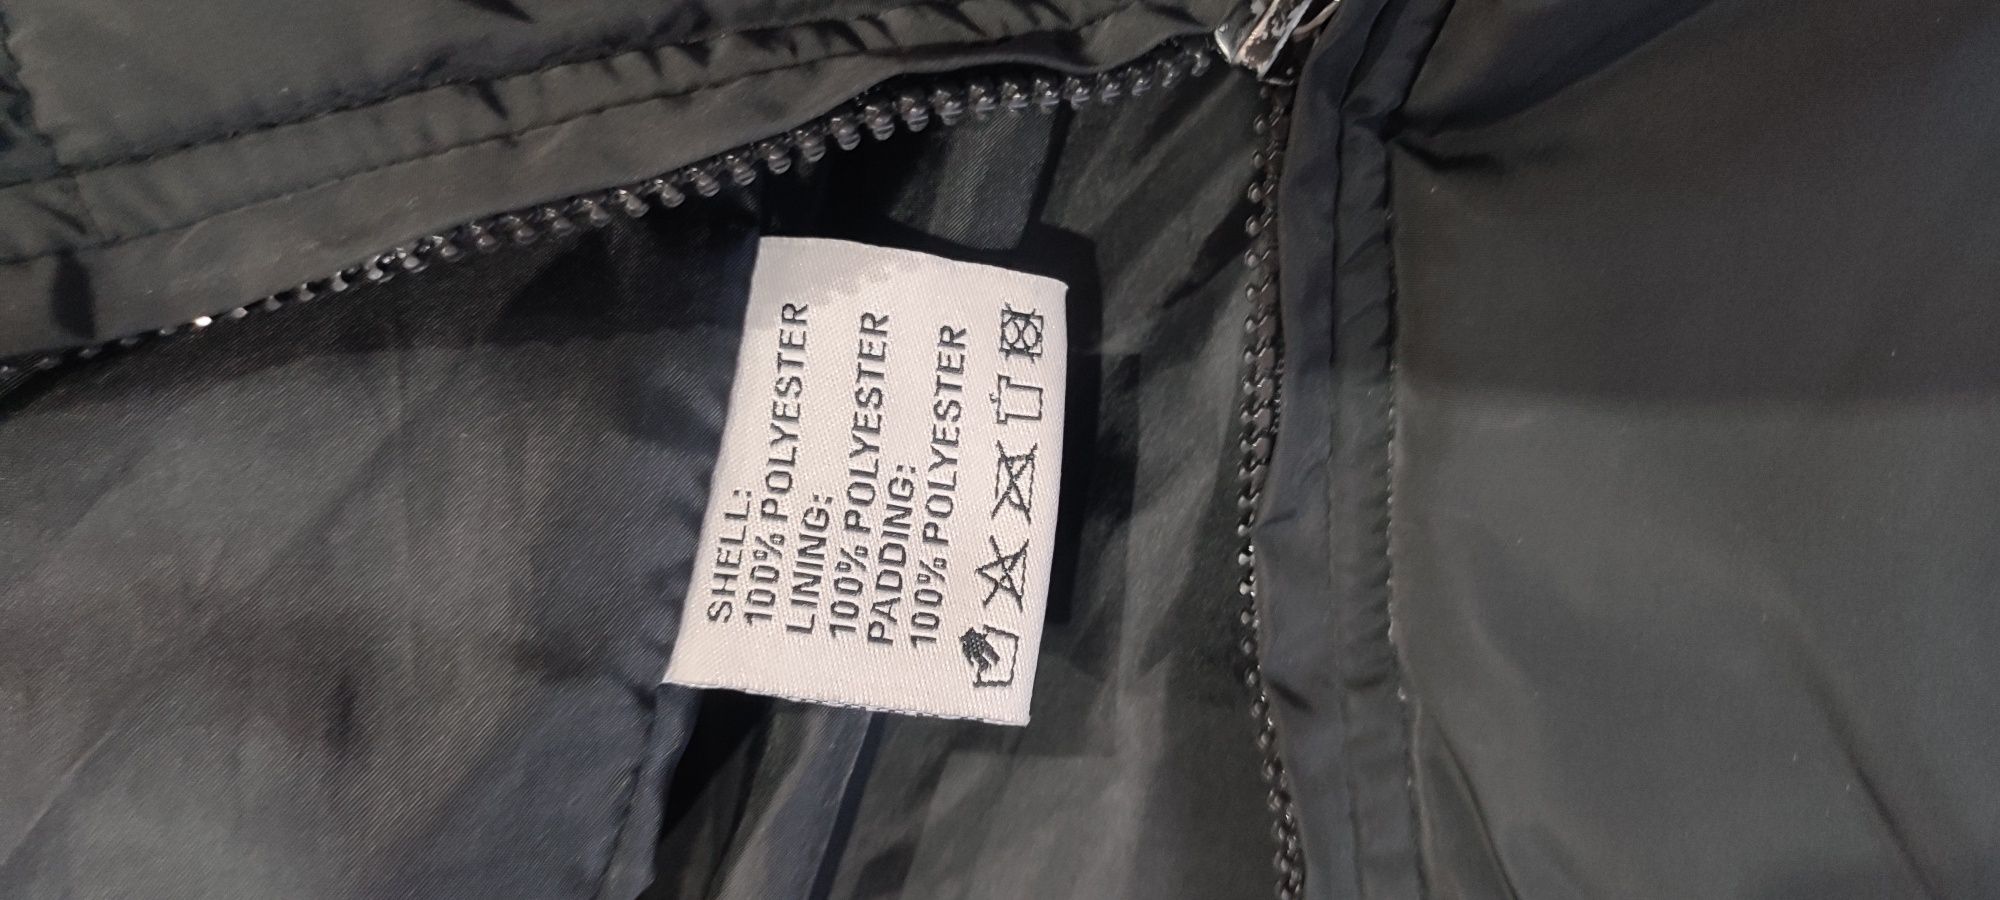 SHELL:
100% POLYESTER
LINING:
100% POLYESTER
PADDING:
100% POLYESTER